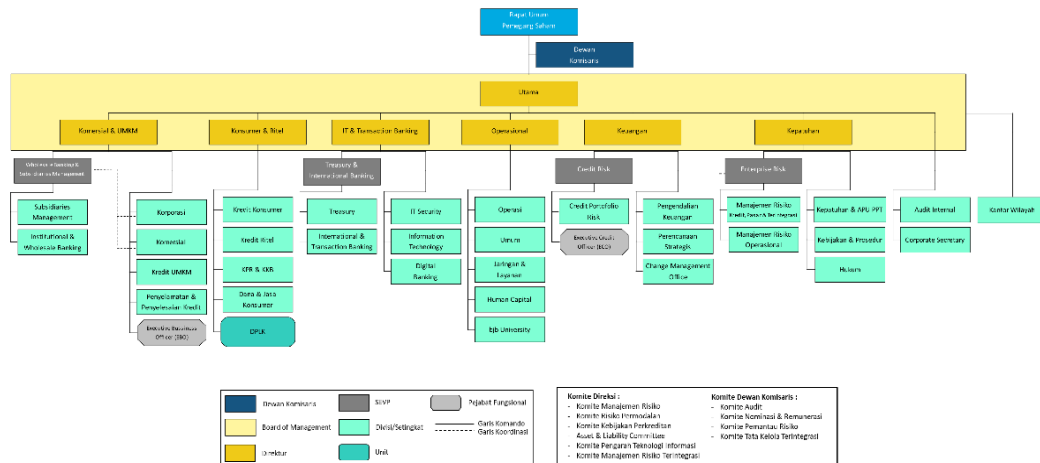 Rapat Umum
Pemegang Saham
Dewan
Komisaris
Utama
Komersial & UMKM
Konsumer & Ritel
IT & Transaction Banking
Operasional
Keuangan
Kepatuhan
Subsidiaries Management
Treasury &
International Banking
Credit Risk
Enterprise Risk
Subsidiaries
Management
Institutional &
Wholesale Banking
Korporasi
Komersial
Kredit UMKM
Penyelamatan &
Penyelesaian Kredit
Executive Business
Officer (EBO)
Kredit Konsumer
Kredit Ritel
KPR & KKB
Dana & Jasa
Konsumer
DPLK
Treasury
International &
Transaction Banking
IT Security
Information
Technology
Digital
Banking
Operasi
Umum
Jaringan &
Layanan
Human Capital
bjb University
Credit Portofolio
Risk
Executive Credit
Officer (ECO)
Pengendalian
Keuangan
Perencanaan
Strategis
Change Management
Office
Manajemen Risiko
Kredit, Pasar & Terintegrasi
Manajemen Risiko
Operasional
Kepatuhan & APU PPT
Kebijakan & Prosedur
Hukum
Audit Internal
Corporate Secretary
Kantor Wilayah
Dewan Komisaris
Board of Management
Direktur
SEVP
Divisi/Setingkat
Unit
Pejabat Fungsional
Garis Komando
Garis Koordinasi
Komite Direksi :
- Komite Manajemen Risiko
- Komite Risiko Permodalan
- Komite Kebijakan Perkreditan
Asset & Liability Committee
- Komite Pengarah Teknologi Informasi
- Komite Manajemen Risiko Terintegrasi
Komite Dewan Komisaris :
- Komite Audit
- Komite Nominasi & Remunerasi
- Komite Pemantau Risiko
- Komite Tata Kelola Terintegrasi